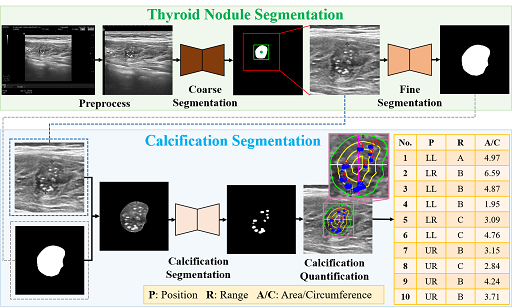 Thyroid Nodule Segmentation
Preprocess
Coarse
Segmentation
Fine
Segmentation
Calcification Segmentation
Calcification
Segmentation
Calcification
Quantification
No. P R A/C
1 LL A 4.97
2 LR B 6.59
3 LL B 4.87
4 LL B 1.95
5 LR C 3.09
6 LL C 4.76
7 UR B 3.15
8 UR C 2.84
9 UR B 4.24
10 UR B 3.71
P: Position R: Range A/C: Area/Circumference